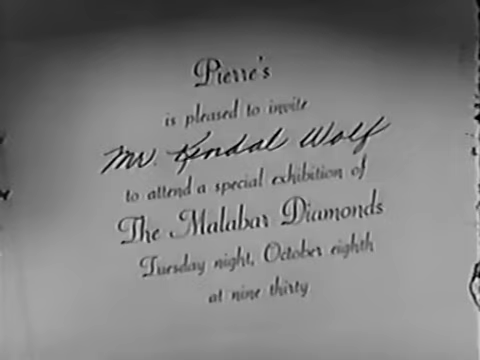 Pierre's
is pleased to invite
Mr. Kendal Wolf
to attend a special exhibition of
The Malabar Diamonds
Tuesday night, October eighth
at nine thirty